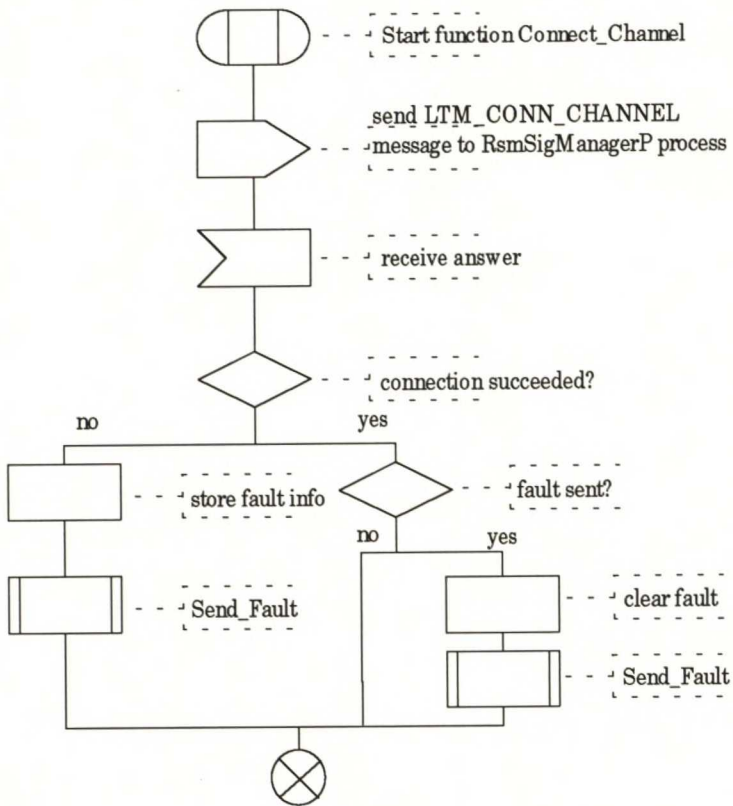 Start function Connect_Channel
send LTM_CONN_CHANNEL
message to RsmSigManagerP process
receive answer
connection succeeded?
no
yes
store fault info
fault sent?
no
yes
Send_Fault
clear fault
Send_Fault